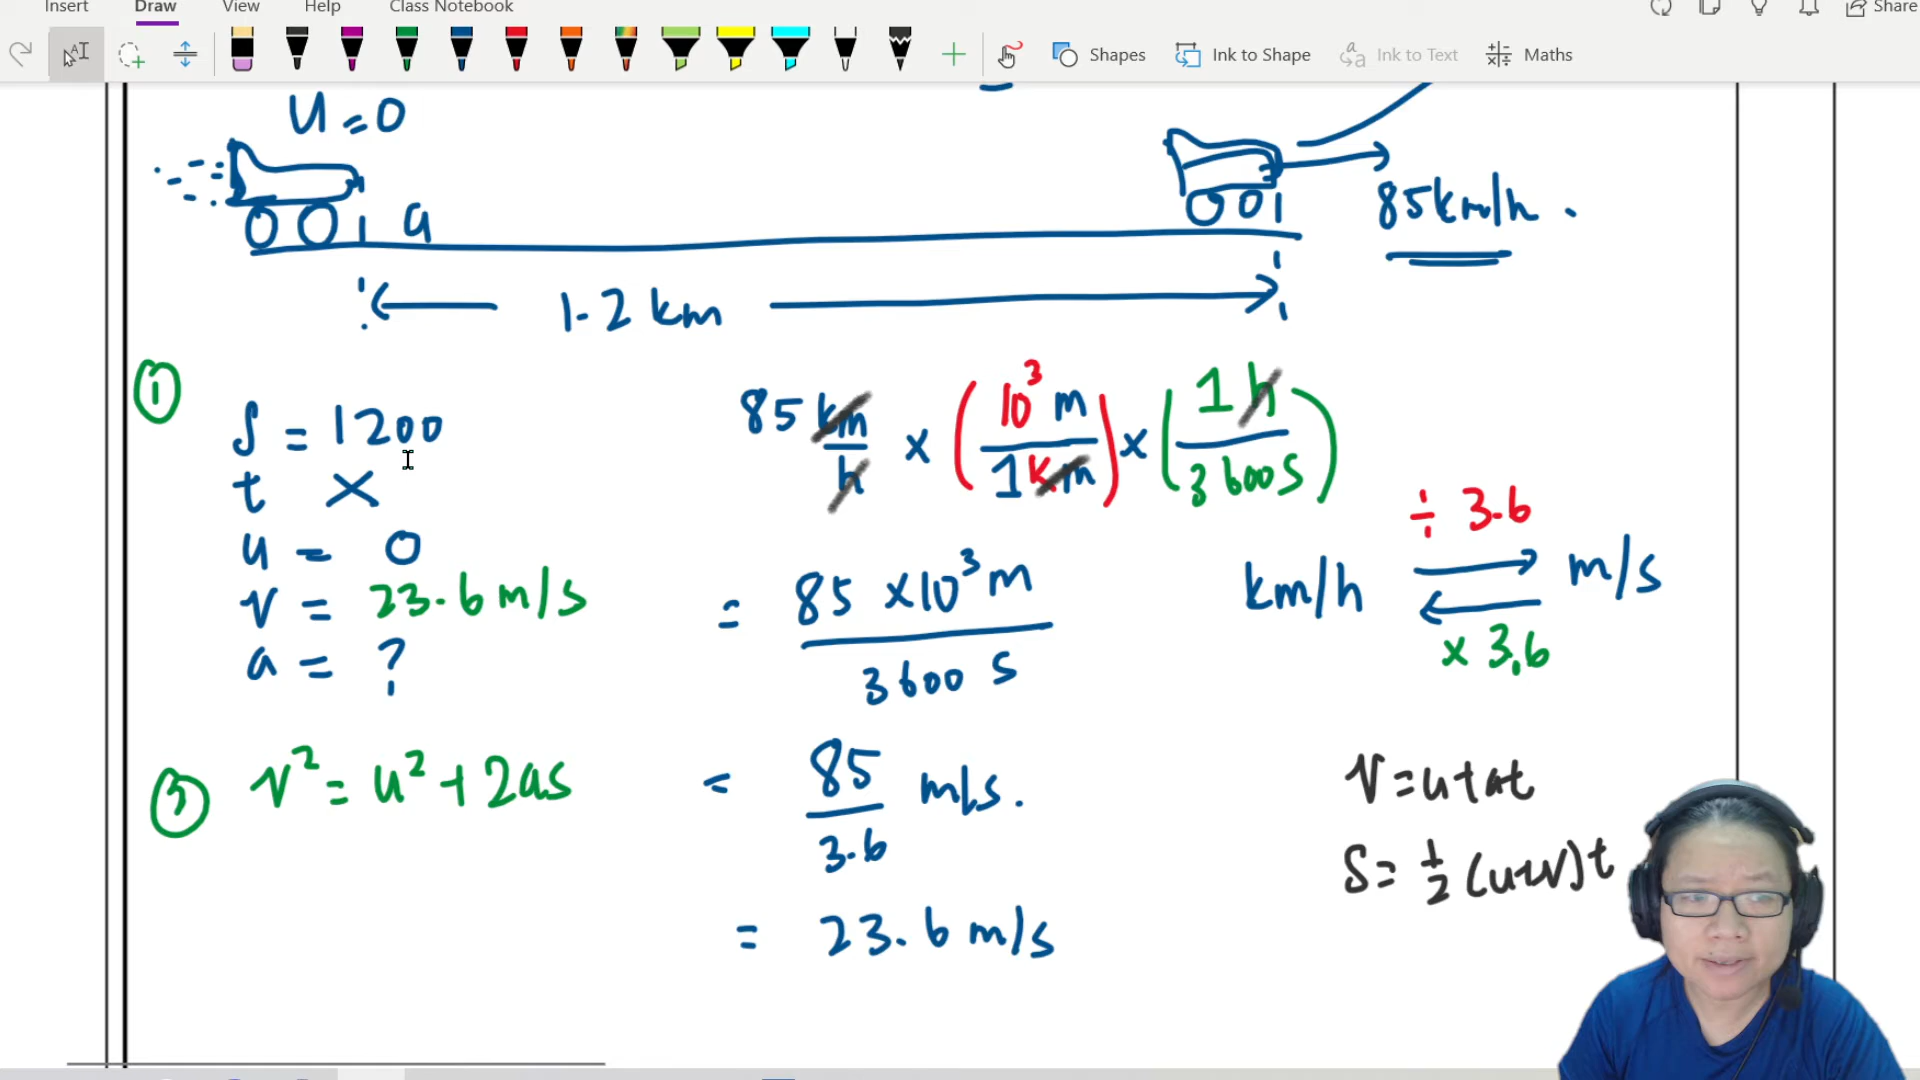 Insert Draw View Help Class Notebook Share
Shapes Ink to Shape Ink to Text Maths
u = 0
a
85 km/h.
1.2 km
①
s = 1200
t ×
u = 0
v = 23.6 m/s
a = ?
85 km/h × (10³ m / 1 km) × (1 h / 3600 s)
= 85 × 10³ m / 3600 s
÷ 3.6
km/h m/s
× 3.6
v² = u² + 2as
= 85 / 3.6 m/s.
= 23.6 m/s
v = u + at
s = ½ (u+v) t